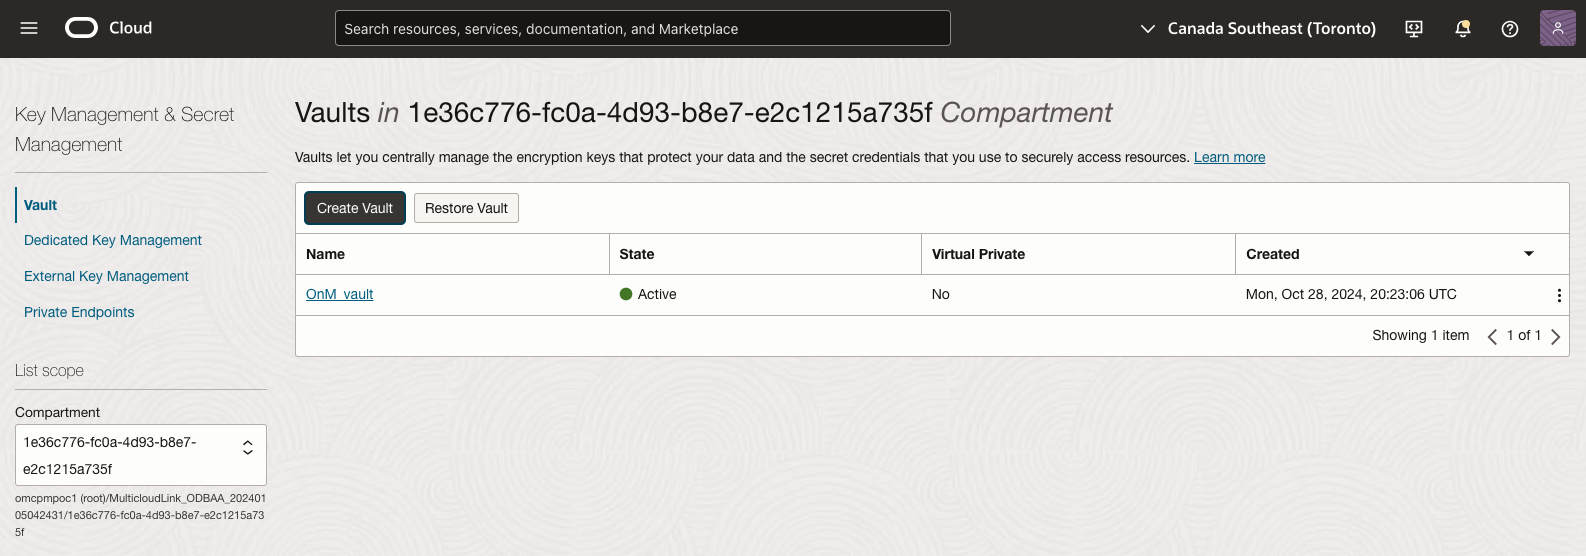 Cloud
Search resources, services, documentation, and Marketplace
Canada Southeast (Toronto)
Key Management & Secret
Management
Vault
Dedicated Key Management
External Key Management
Private Endpoints
List scope
Compartment
1e36c776-fc0a-4d93-b8e7-
e2c1215a735f
omcpmpoc1 (root)/MulticloudLink_ODBAA_202401
05042431/1e36c776-fc0a-4d93-b8e7-e2c1215a73
5f
Vaults in 1e36c776-fc0a-4d93-b8e7-e2c1215a735f Compartment
Vaults let you centrally manage the encryption keys that protect your data and the secret credentials that you use to securely access resources. Learn more
Create Vault Restore Vault
Name State Virtual Private Created
OnM_vault Active No Mon, Oct 28, 2024, 20:23:06 UTC
Showing 1 item 1 of 1